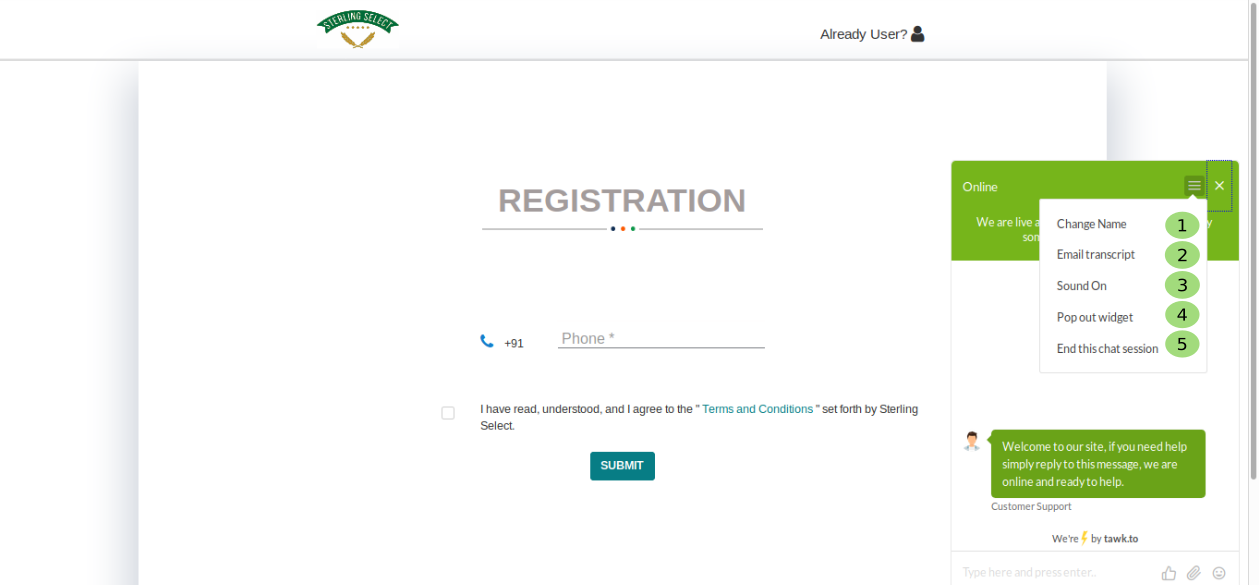 STERLING SELECT
Already User?
REGISTRATION
+91
Phone *
I have read, understood, and I agree to the " Terms and Conditions " set forth by Sterling
Select.
SUBMIT
Online
We are live a
y
som
Change Name 1
Email transcript 2
Sound On 3
Pop out widget 4
End this chat session 5
Welcome to our site, if you need help
simply reply to this message, we are
online and ready to help.
Customer Support
We're by tawk.to
Type here and press enter..